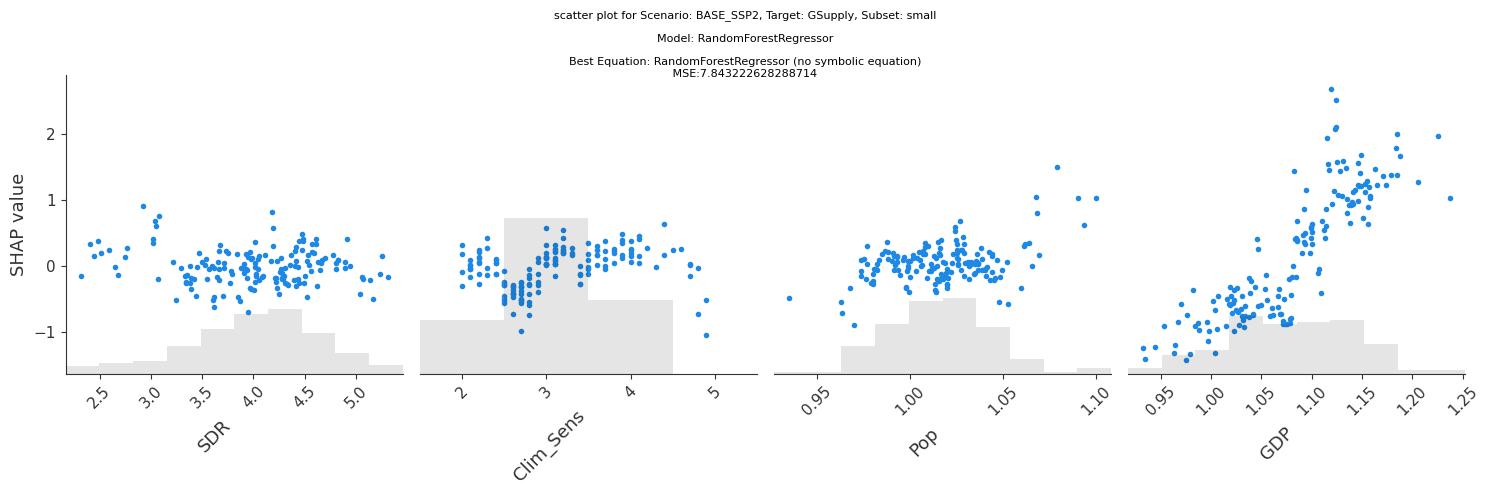 scatter plot for Scenario: BASE_SSP2, Target: GSupply, Subset: small
Model: RandomForestRegressor
Best Equation: RandomForestRegressor (no symbolic equation)
MSE:7.843222628288714
SHAP value
2
1
0
−1
2.5 3.0 3.5 4.0 4.5 5.0
2 3 4 5
0.95 1.00 1.05 1.10
0.95 1.00 1.05 1.10 1.15 1.20 1.25
SDR
Clim_Sens
Pop
GDP